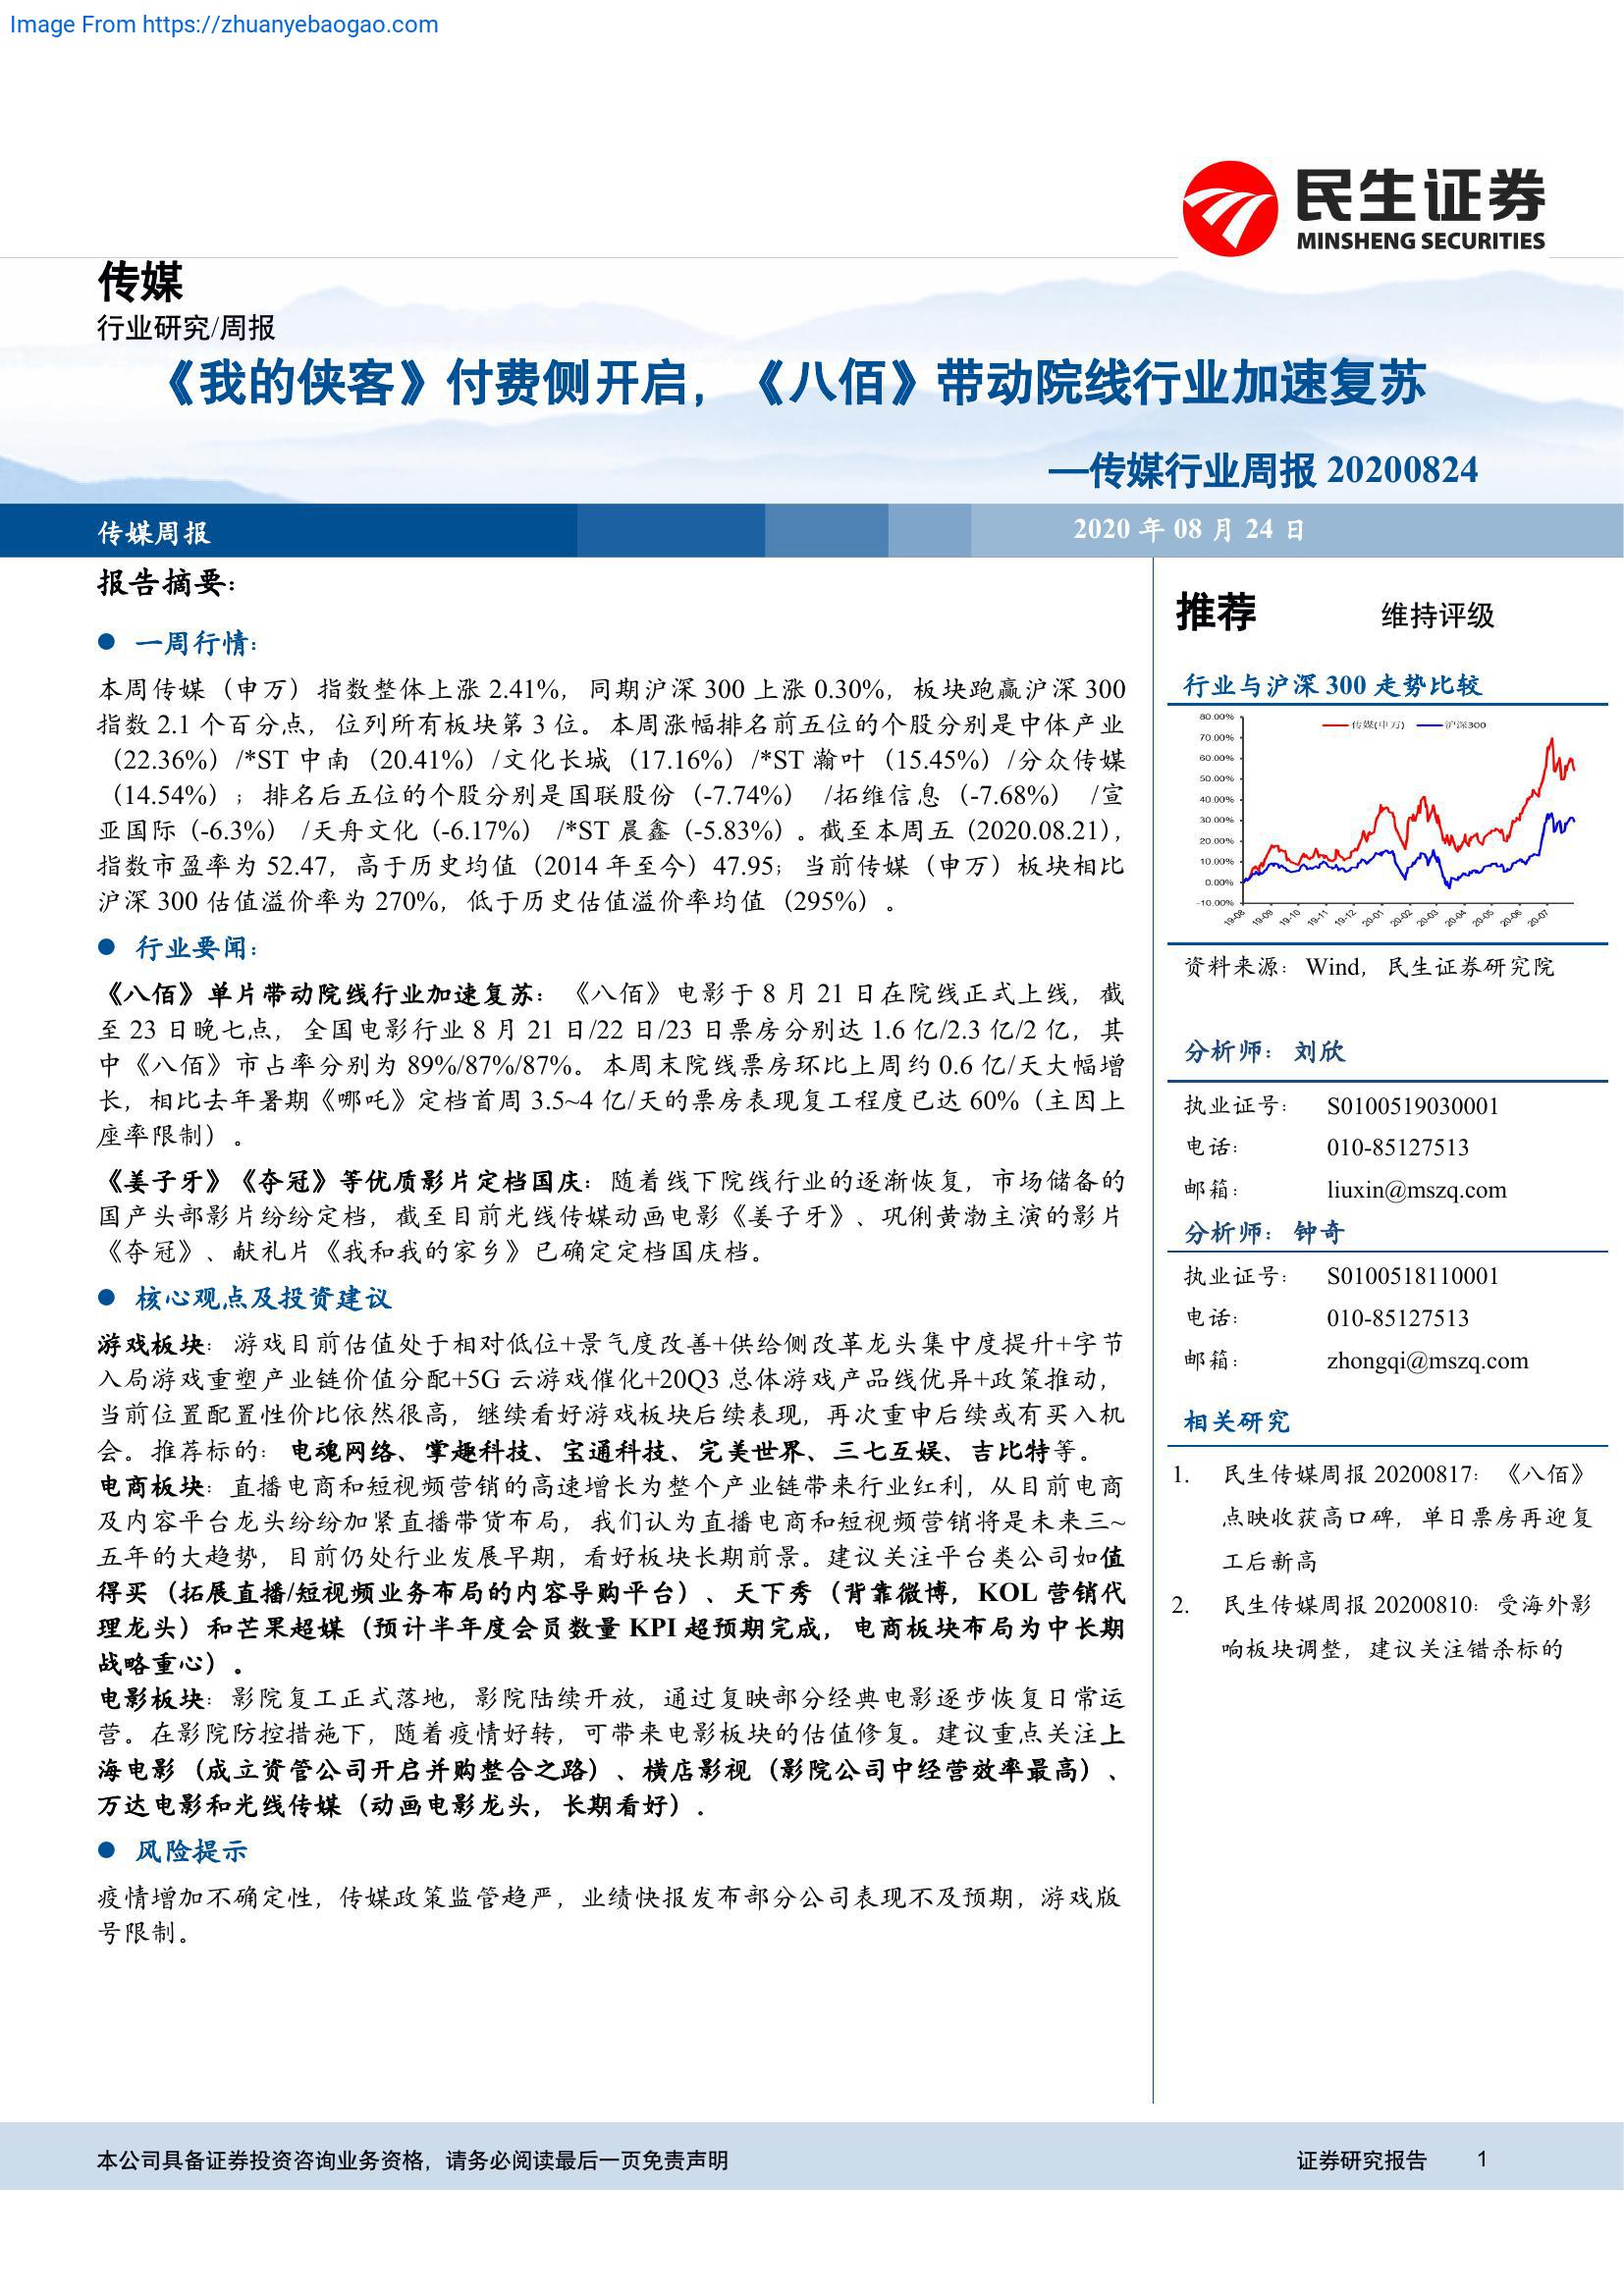 Image From https://zhuanyebaogao.com
民生证券
MINSHENG SECURITIES
传媒
行业研究/周报
《我的侠客》付费侧开启，《八佰》带动院线行业加速复苏
—传媒行业周报 20200824
传媒周报
2020 年 08 月 24 日
报告摘要：
● 一周行情：
本周传媒（申万）指数整体上涨 2.41%，同期沪深 300 上涨 0.30%，板块跑赢沪深 300
指数 2.1 个百分点，位列所有板块第 3 位。本周涨幅排名前五位的个股分别是中体产业
（22.36%）/*ST 中南（20.41%）/文化长城（17.16%）/*ST 瀚叶（15.45%）/分众传媒
（14.54%）；排名后五位的个股分别是国联股份（-7.74%） /拓维信息（-7.68%） /宣
亚国际（-6.3%） /天舟文化（-6.17%） /*ST 晨鑫（-5.83%）。截至本周五（2020.08.21），
指数市盈率为 52.47，高于历史均值（2014 年至今）47.95；当前传媒（申万）板块相比
沪深 300 估值溢价率为 270%，低于历史估值溢价率均值（295%）。
● 行业要闻：
《八佰》单片带动院线行业加速复苏：《八佰》电影于 8 月 21 日在院线正式上线，截
至 23 日晚七点，全国电影行业 8 月 21 日/22 日/23 日票房分别达 1.6 亿/2.3 亿/2 亿，其
中《八佰》市占率分别为 89%/87%/87%。本周末院线票房环比上周约 0.6 亿/天大幅增
长，相比去年暑期《哪吒》定档首周 3.5~4 亿/天的票房表现复工程度已达 60%（主因上
座率限制）。
《姜子牙》《夺冠》等优质影片定档国庆：随着线下院线行业的逐渐恢复，市场储备的
国产头部影片纷纷定档，截至目前光线传媒动画电影《姜子牙》、巩俐黄渤主演的影片
《夺冠》、献礼片《我和我的家乡》已确定定档国庆档。
● 核心观点及投资建议
游戏板块：游戏目前估值处于相对低位+景气度改善+供给侧改革龙头集中度提升+字节
入局游戏重塑产业链价值分配+5G 云游戏催化+20Q3 总体游戏产品线优异+政策推动，
当前位置配置性价比依然很高，继续看好游戏板块后续表现，再次重申后续或有买入机
会。推荐标的：电魂网络、掌趣科技、宝通科技、完美世界、三七互娱、吉比特等。
电商板块：直播电商和短视频营销的高速增长为整个产业链带来行业红利，从目前电商
及内容平台龙头纷纷加紧直播带货布局，我们认为直播电商和短视频营销将是未来三~
五年的大趋势，目前仍处行业发展早期，看好板块长期前景。建议关注平台类公司如值
得买（拓展直播/短视频业务布局的内容导购平台）、天下秀（背靠微博，KOL 营销代
理龙头）和芒果超媒（预计半年度会员数量 KPI 超预期完成，电商板块布局为中长期
战略重心）。
电影板块：影院复工正式落地，影院陆续开放，通过复映部分经典电影逐步恢复日常运
营。在影院防控措施下，随着疫情好转，可带来电影板块的估值修复。建议重点关注上
海电影（成立资管公司开启并购整合之路）、横店影视（影院公司中经营效率最高）、
万达电影和光线传媒（动画电影龙头，长期看好）。
● 风险提示
疫情增加不确定性，传媒政策监管趋严，业绩快报发布部分公司表现不及预期，游戏版
号限制。
推荐 维持评级
行业与沪深 300 走势比较
传媒(申万) 沪深300
80.00%
70.00%
60.00%
50.00%
40.00%
30.00%
20.00%
10.00%
0.00%
-10.00%
19-08 19-09 19-10 19-11 19-12 20-01 20-02 20-03 20-04 20-05 20-06 20-07
资料来源：Wind，民生证券研究院
分析师：刘欣
执业证号： S0100519030001
电话： 010-85127513
邮箱： liuxin@mszq.com
分析师：钟奇
执业证号： S0100518110001
电话： 010-85127513
邮箱： zhongqi@mszq.com
相关研究
1. 民生传媒周报 20200817：《八佰》
点映收获高口碑，单日票房再迎复
工后新高
2. 民生传媒周报 20200810：受海外影
响板块调整，建议关注错杀标的
本公司具备证券投资咨询业务资格，请务必阅读最后一页免责声明
证券研究报告 1